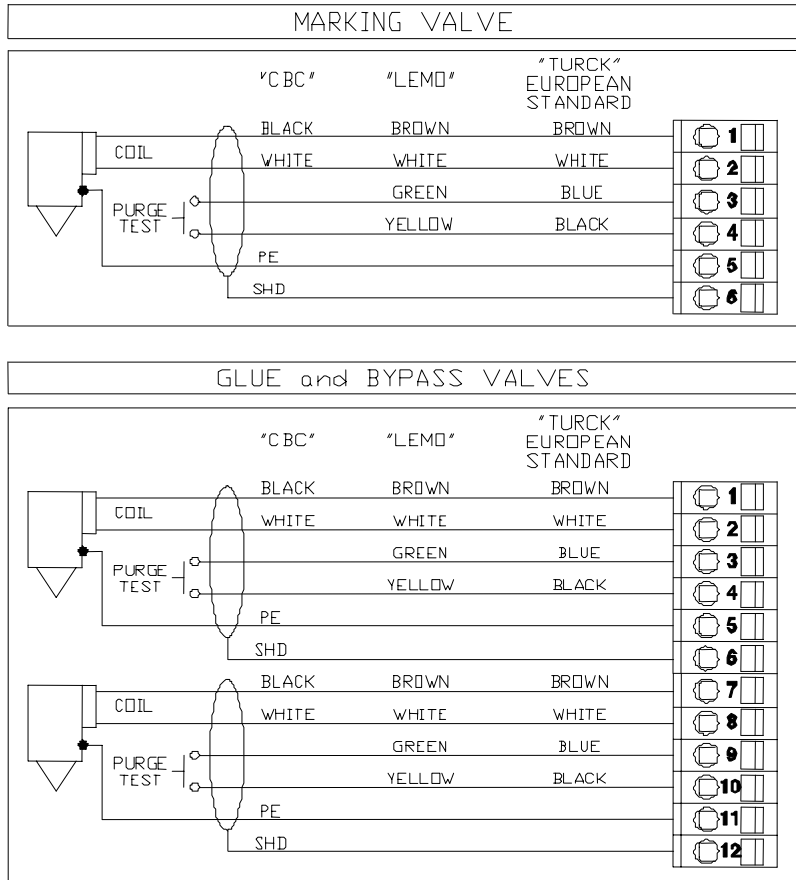 MARKING VALVE
"CBC" "LEMO" "TURCK" EUROPEAN STANDARD
BLACK BROWN BROWN 1
COIL
WHITE WHITE WHITE 2
GREEN BLUE 3
PURGE TEST
YELLOW BLACK 4
PE 5
SHD 6
GLUE and BYPASS VALVES
"CBC" "LEMO" "TURCK" EUROPEAN STANDARD
BLACK BROWN BROWN 1
COIL
WHITE WHITE WHITE 2
GREEN BLUE 3
PURGE TEST
YELLOW BLACK 4
PE 5
SHD 6
BLACK BROWN BROWN 7
COIL
WHITE WHITE WHITE 8
GREEN BLUE 9
PURGE TEST
YELLOW BLACK 10
PE 11
SHD 12